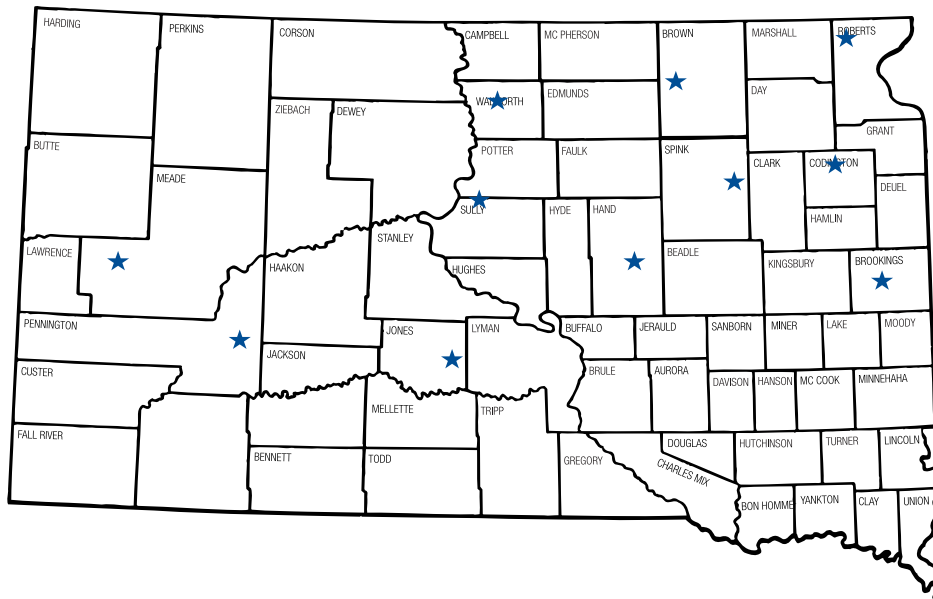 HARDING
PERKINS
CORSON
CAMPBELL
MC PHERSON
BROWN
MARSHALL
ROBERTS
WALWORTH
EDMUNDS
DAY
GRANT
ZIEBACH
DEWEY
BUTTE
MEADE
POTTER
FAULK
SPINK
CLARK
CODINGTON
DEUEL
SULLY
HYDE
HAND
HAMLIN
LAWRENCE
STANLEY
HAAKON
HUGHES
BEADLE
KINGSBURY
BROOKINGS
PENNINGTON
JACKSON
JONES
LYMAN
BUFFALO
JERAULD
SANBORN
MINER
LAKE
MOODY
CUSTER
BRULE
AURORA
DAVISON
HANSON
MC COOK
MINNEHAHA
FALL RIVER
MELLETTE
TRIPP
BENNETT
TODD
GREGORY
DOUGLAS
CHARLES MIX
HUTCHINSON
TURNER
LINCOLN
BON HOMME
YANKTON
CLAY
UNION